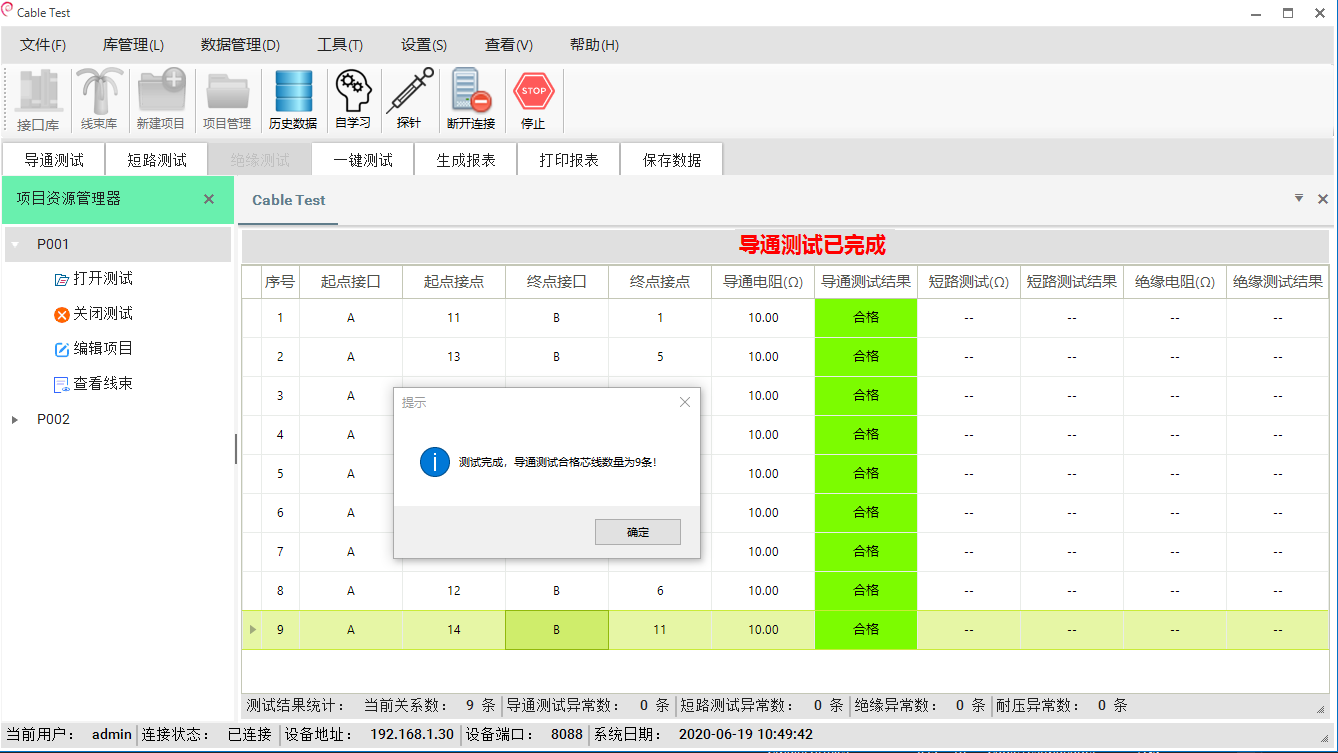 Cable Test
文件(F) 库管理(L) 数据管理(D) 工具(T) 设置(S) 查看(V) 帮助(H)
STOP
接口库 线束库 新建项目 项目管理 历史数据 自学习 探针 断开连接 停止
导通测试 短路测试 绝缘测试 一键测试 生成报表 打印报表 保存数据
项目资源管理器
P001
打开测试
关闭测试
编辑项目
查看线束
P002
Cable Test
导通测试已完成
序号 起点接口 起点接点 终点接口 终点接点 导通电阻(Ω) 导通测试结果 短路测试(Ω) 短路测试结果 绝缘电阻(Ω) 绝缘测试结果
1 A 11 B 1 10.00 合格 -- -- -- --
2 A 13 B 5 10.00 合格 -- -- -- --
3 A 10.00 合格 -- -- -- --
4 A 10.00 合格 -- -- -- --
5 A 10.00 合格 -- -- -- --
6 A 10.00 合格 -- -- -- --
7 A 10.00 合格 -- -- -- --
8 A 12 B 6 10.00 合格 -- -- -- --
9 A 14 B 11 10.00 合格 -- -- -- --
提示
测试完成，导通测试合格芯线数量为9条！
确定
测试结果统计： 当前关系数： 9 条 导通测试异常数： 0 条 短路测试异常数： 0 条 绝缘异常数： 0 条 耐压异常数： 0 条
当前用户： admin 连接状态： 已连接 设备地址： 192.168.1.30 设备端口： 8088 系统日期： 2020-06-19 10:49:42